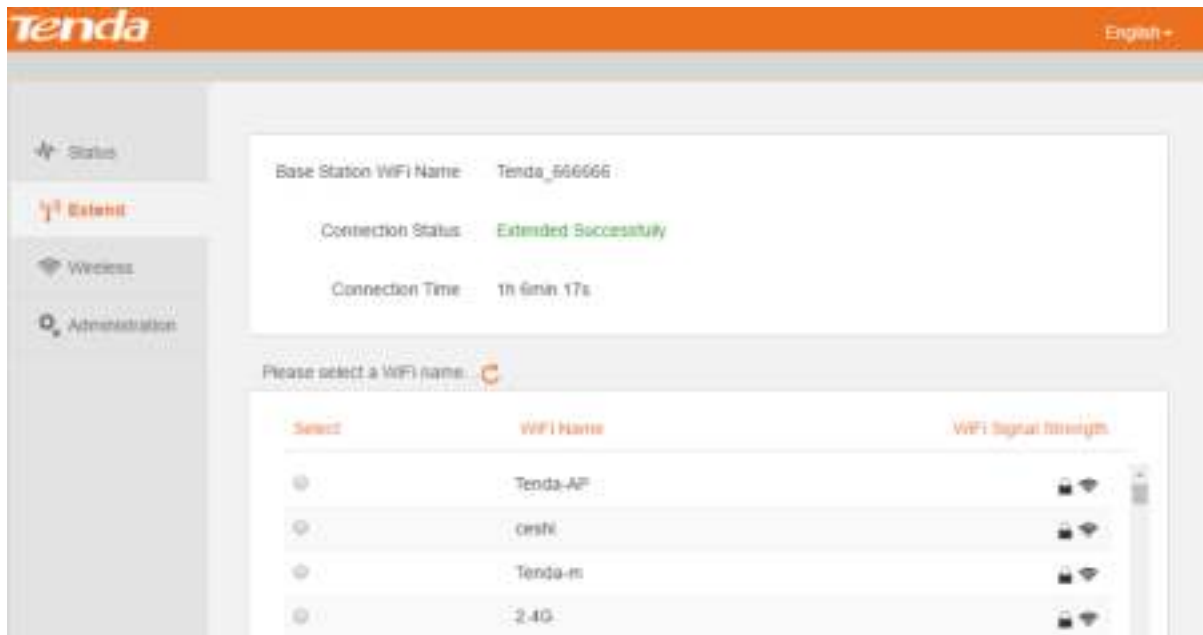 Tenda
English
Status
Base Station WiFi Name Tenda_666666
Extend
Connection Status Extended Successfully
Wireless
Connection Time 1h 6min 17s
Administration
Please select a WiFi name.
Select WiFi Name WiFi Signal Strength
Tenda-AP
ceshi
Tenda-m
2.4G